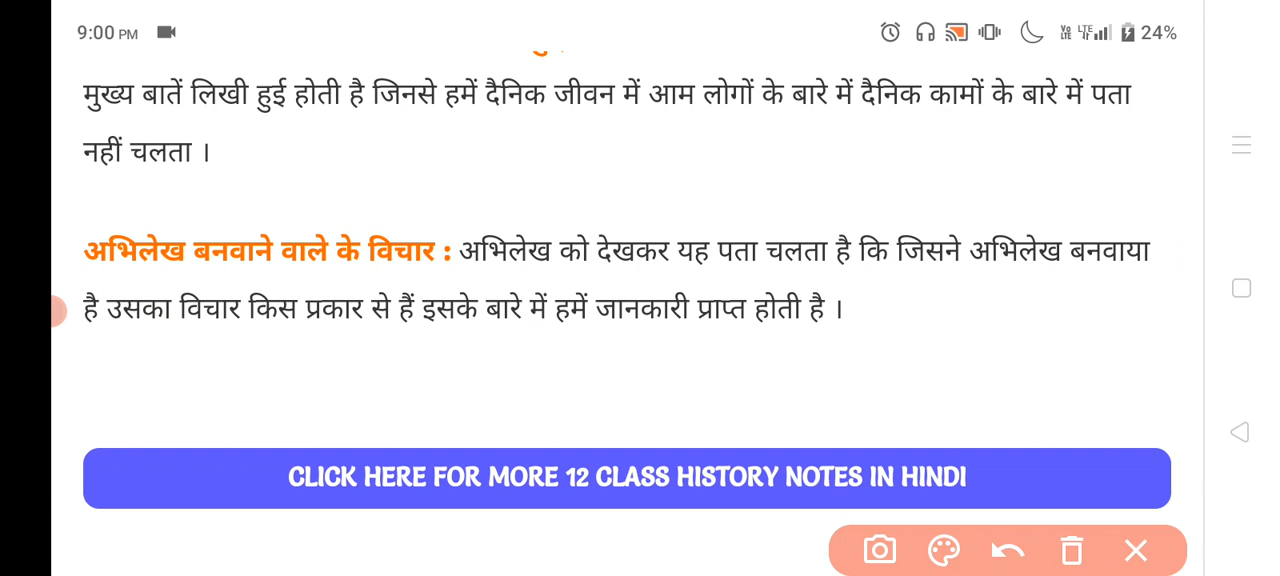 9:00 PM
24%
मुख्य बातें लिखी हुई होती है जिनसे हमें दैनिक जीवन में आम लोगों के बारे में दैनिक कामों के बारे में पता
नहीं चलता ।
अभिलेख बनवाने वाले के विचार : अभिलेख को देखकर यह पता चलता है कि जिसने अभिलेख बनवाया
है उसका विचार किस प्रकार से हैं इसके बारे में हमें जानकारी प्राप्त होती है ।
CLICK HERE FOR MORE 12 CLASS HISTORY NOTES IN HINDI